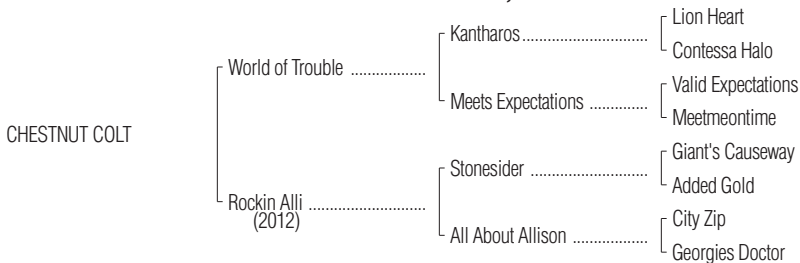 Lion Heart
Kantharos
Contessa Halo
World of Trouble
Valid Expectations
Meets Expectations
Meetmeontime
CHESTNUT COLT
Giant's Causeway
Stonesider
Added Gold
Rockin Alli
(2012)
City Zip
All About Allison
Georgies Doctor